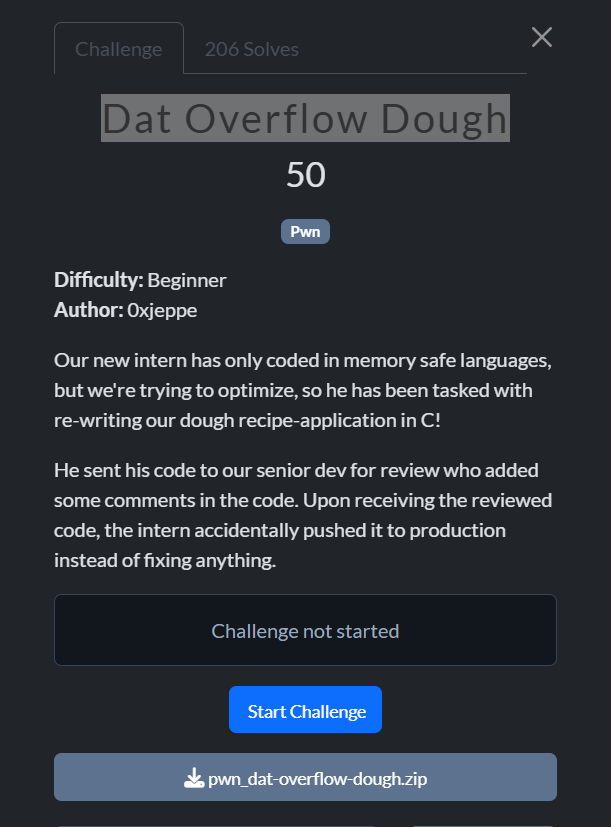 Challenge
206 Solves
Dat Overflow Dough
50
Pwn
Difficulty: Beginner
Author: 0xjeppe
Our new intern has only coded in memory safe languages,
but we're trying to optimize, so he has been tasked with
re-writing our dough recipe-application in C!
He sent his code to our senior dev for review who added
some comments in the code. Upon receiving the reviewed
code, the intern accidentally pushed it to production
instead of fixing anything.
Challenge not started
Start Challenge
pwn_dat-overflow-dough.zip